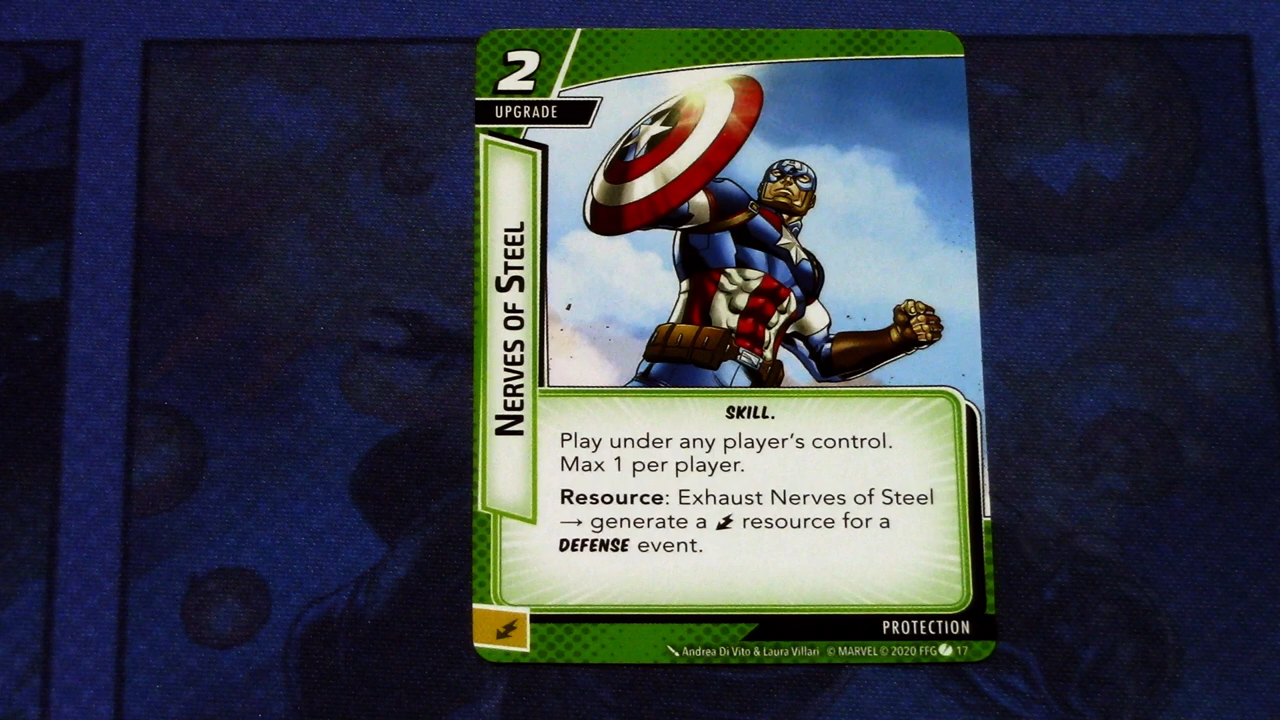 2
UPGRADE
NERVES OF STEEL
SKILL.
Play under any player's control.
Max 1 per player.
Resource: Exhaust Nerves of Steel
→ generate a resource for a
DEFENSE event.
PROTECTION
Andrea Di Vito & Laura Villari © MARVEL © 2020 FFG 17